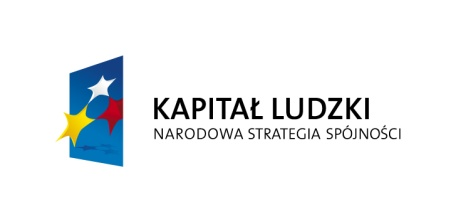 KAPITAŁ LUDZKI
NARODOWA STRATEGIA SPÓJNOŚCI